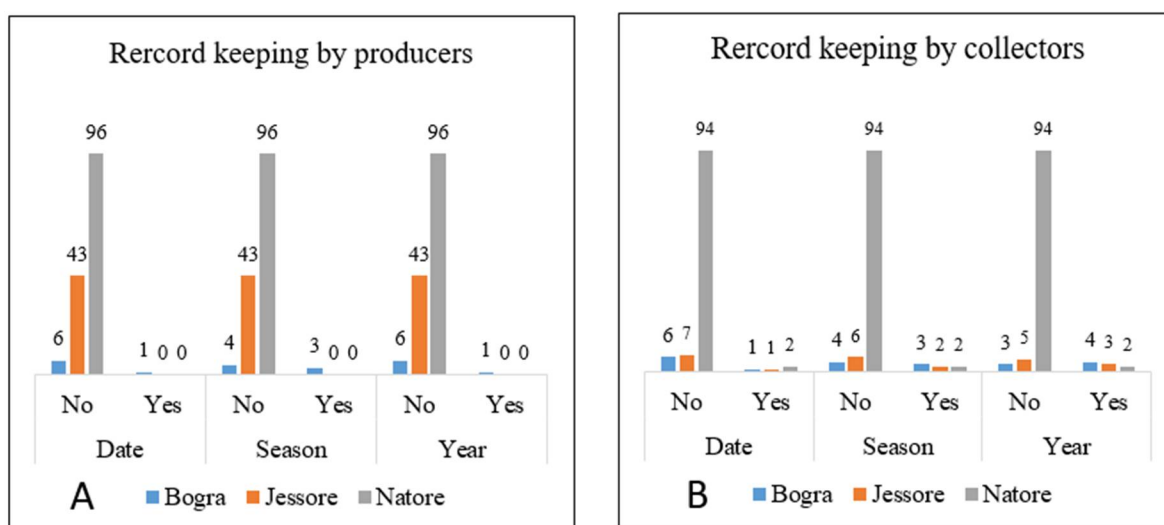 Rercord keeping by producers
96 96 96
43 43 43
6 1 0 0 4 3 0 0 6 1 0 0
No Yes No Yes No Yes
Date Season Year
A Bogra Jessore Natore
Rercord keeping by collectors
94 94 94
6 7 1 1 2 4 6 3 2 2 3 5 4 3 2
No Yes No Yes No Yes
Date Season Year
B Bogra Jessore Natore